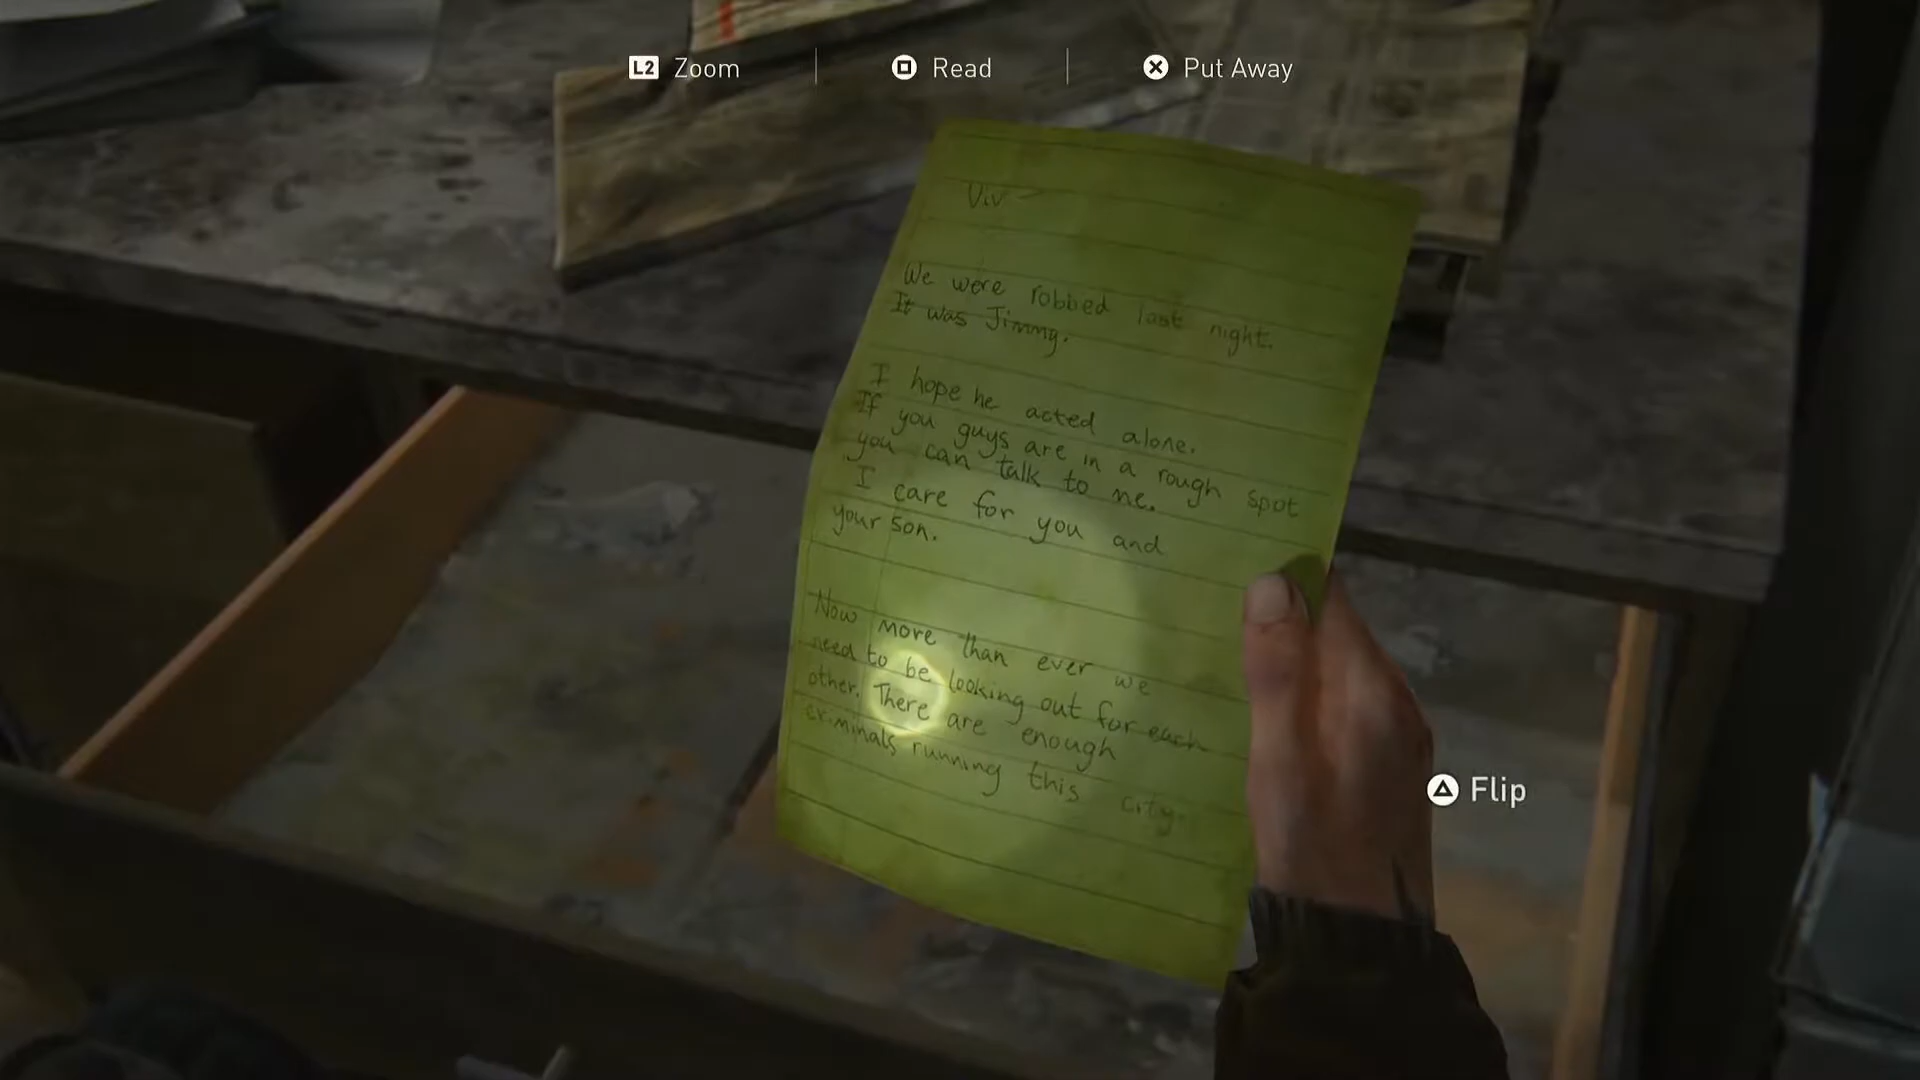 L2 Zoom
Read
Put Away
Viv -
We were robbed last night.
It was Jimmy.
I hope he acted alone.
If you guys are in a rough spot
you can talk to me.
I care for you and
your son.
Now more than ever we
need to be looking out for each
other. There are enough
criminals running this city.
Flip